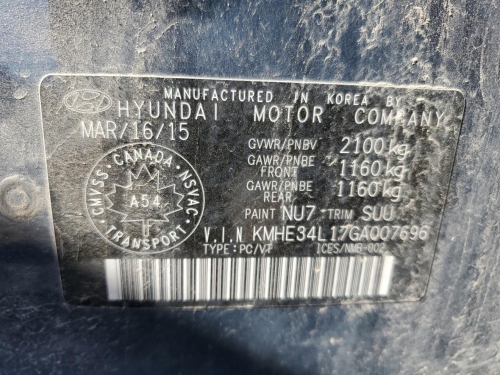 MANUFACTURED IN KOREA BY
HYUNDAI MOTOR COMPANY
MAR/16/15
GVWR/PNBV 2100kg
GAWR/PNBE FRONT 1160kg
GAWR/PNBE REAR 1160kg
CMVSS · CANADA · NSVAC
A54
TRANSPORT
PAINT NU7 TRIM SUU
V.I.N KMHE34L17GA007696
TYPE:PC/VT ICES/NMB-002